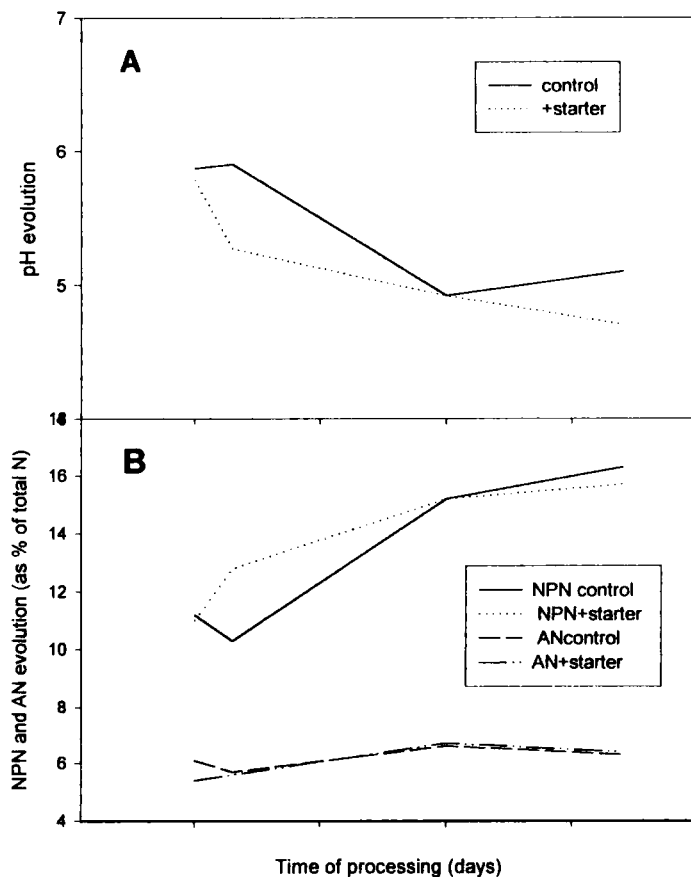 7
A
control
+starter
6
5
pH evolution
18
B
16
14
12
10
8
6
4
NPN control
NPN+starter
ANcontrol
AN+starter
NPN and AN evolution (as % of total N)
Time of processing (days)